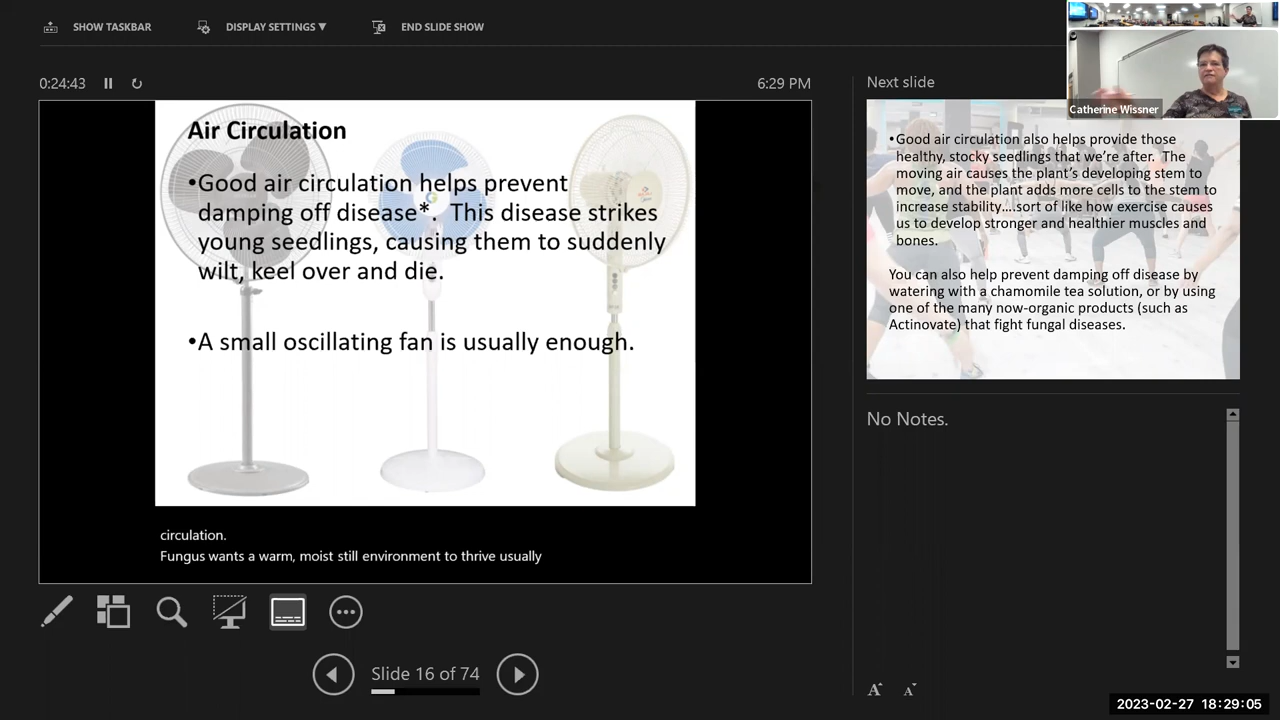 SHOW TASKBAR
DISPLAY SETTINGS ▼
END SLIDE SHOW
Catherine Wissner
0:24:43
6:29 PM
Air Circulation
•Good air circulation helps prevent
damping off disease*. This disease strikes
young seedlings, causing them to suddenly
wilt, keel over and die.
•A small oscillating fan is usually enough.
circulation.
Fungus wants a warm, moist still environment to thrive usually
Slide 16 of 74
Next slide
•Good air circulation also helps provide those
healthy, stocky seedlings that we're after. The
moving air causes the plant's developing stem to
move, and the plant adds more cells to the stem to
increase stability....sort of like how exercise causes
us to develop stronger and healthier muscles and
bones.
You can also help prevent damping off disease by
watering with a chamomile tea solution, or by using
one of the many now-organic products (such as
Actinovate) that fight fungal diseases.
No Notes.
A A
2023-02-27 18:29:05